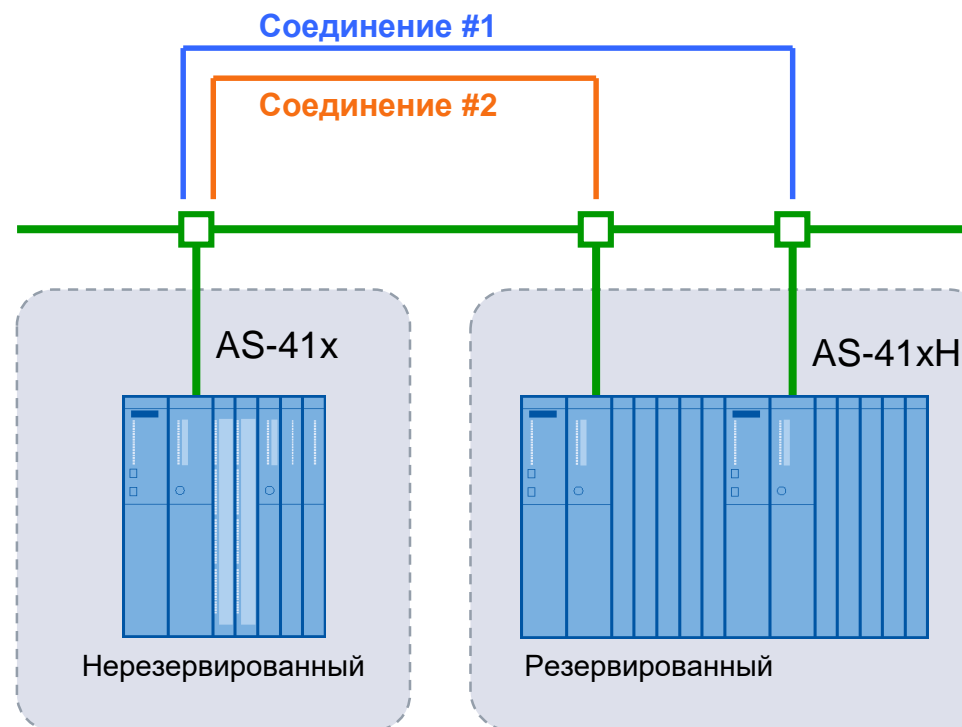 Соединение #1
Соединение #2
AS-41x
AS-41xH
Нерезервированный
Резервированный